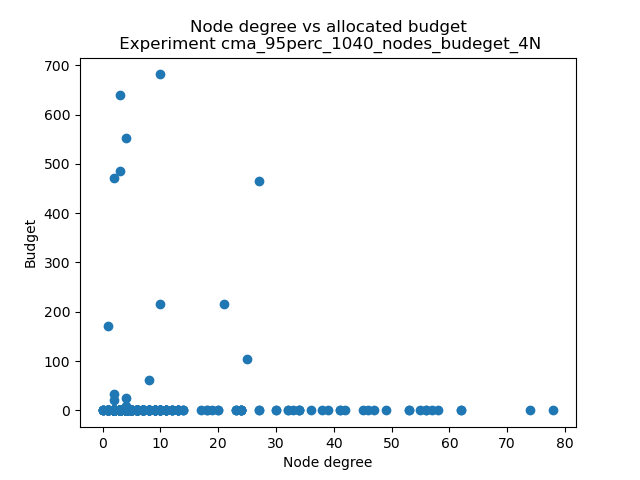 Node degree vs allocated budget
Experiment cma_95perc_1040_nodes_budeget_4N
700
600
500
400
300
200
100
0
Budget
0 10 20 30 40 50 60 70 80
Node degree